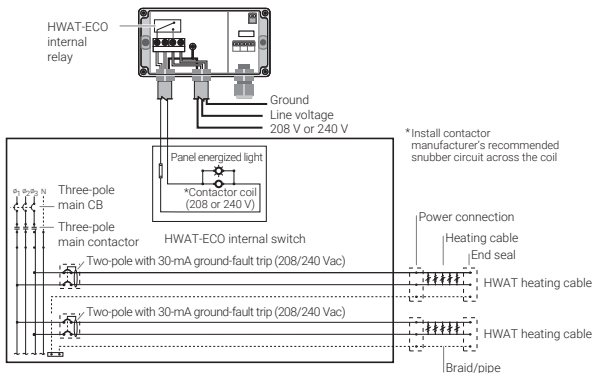 HWAT-ECO
internal
relay
Ground
Line voltage
208 V or 240 V
*Install contactor
manufacturer's recommended
snubber circuit across the coil
Panel energized light
*Contactor coil
(208 or 240 V)
HWAT-ECO internal switch
ø1 ø2 ø3 N
Three-pole
main CB
Three-pole
main contactor
Power connection
Heating cable
End seal
Two-pole with 30-mA ground-fault trip (208/240 Vac)
HWAT heating cable
Two-pole with 30-mA ground-fault trip (208/240 Vac)
HWAT heating cable
Braid/pipe